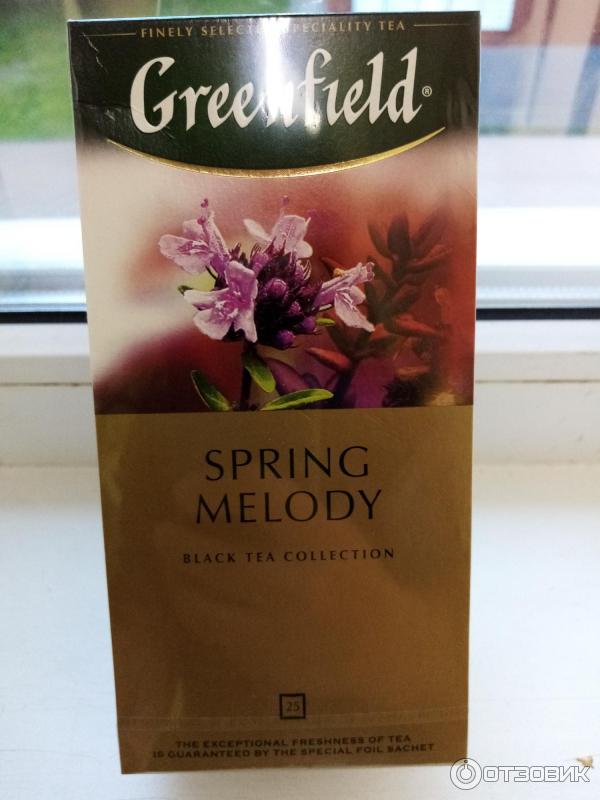 FINELY SELECTED SPECIALITY TEA
Greenfield®
SPRING
MELODY
BLACK TEA COLLECTION
25
THE EXCEPTIONAL FRESHNESS OF TEA
IS GUARANTEED BY THE SPECIAL FOIL SACHET
ОТЗОВИК